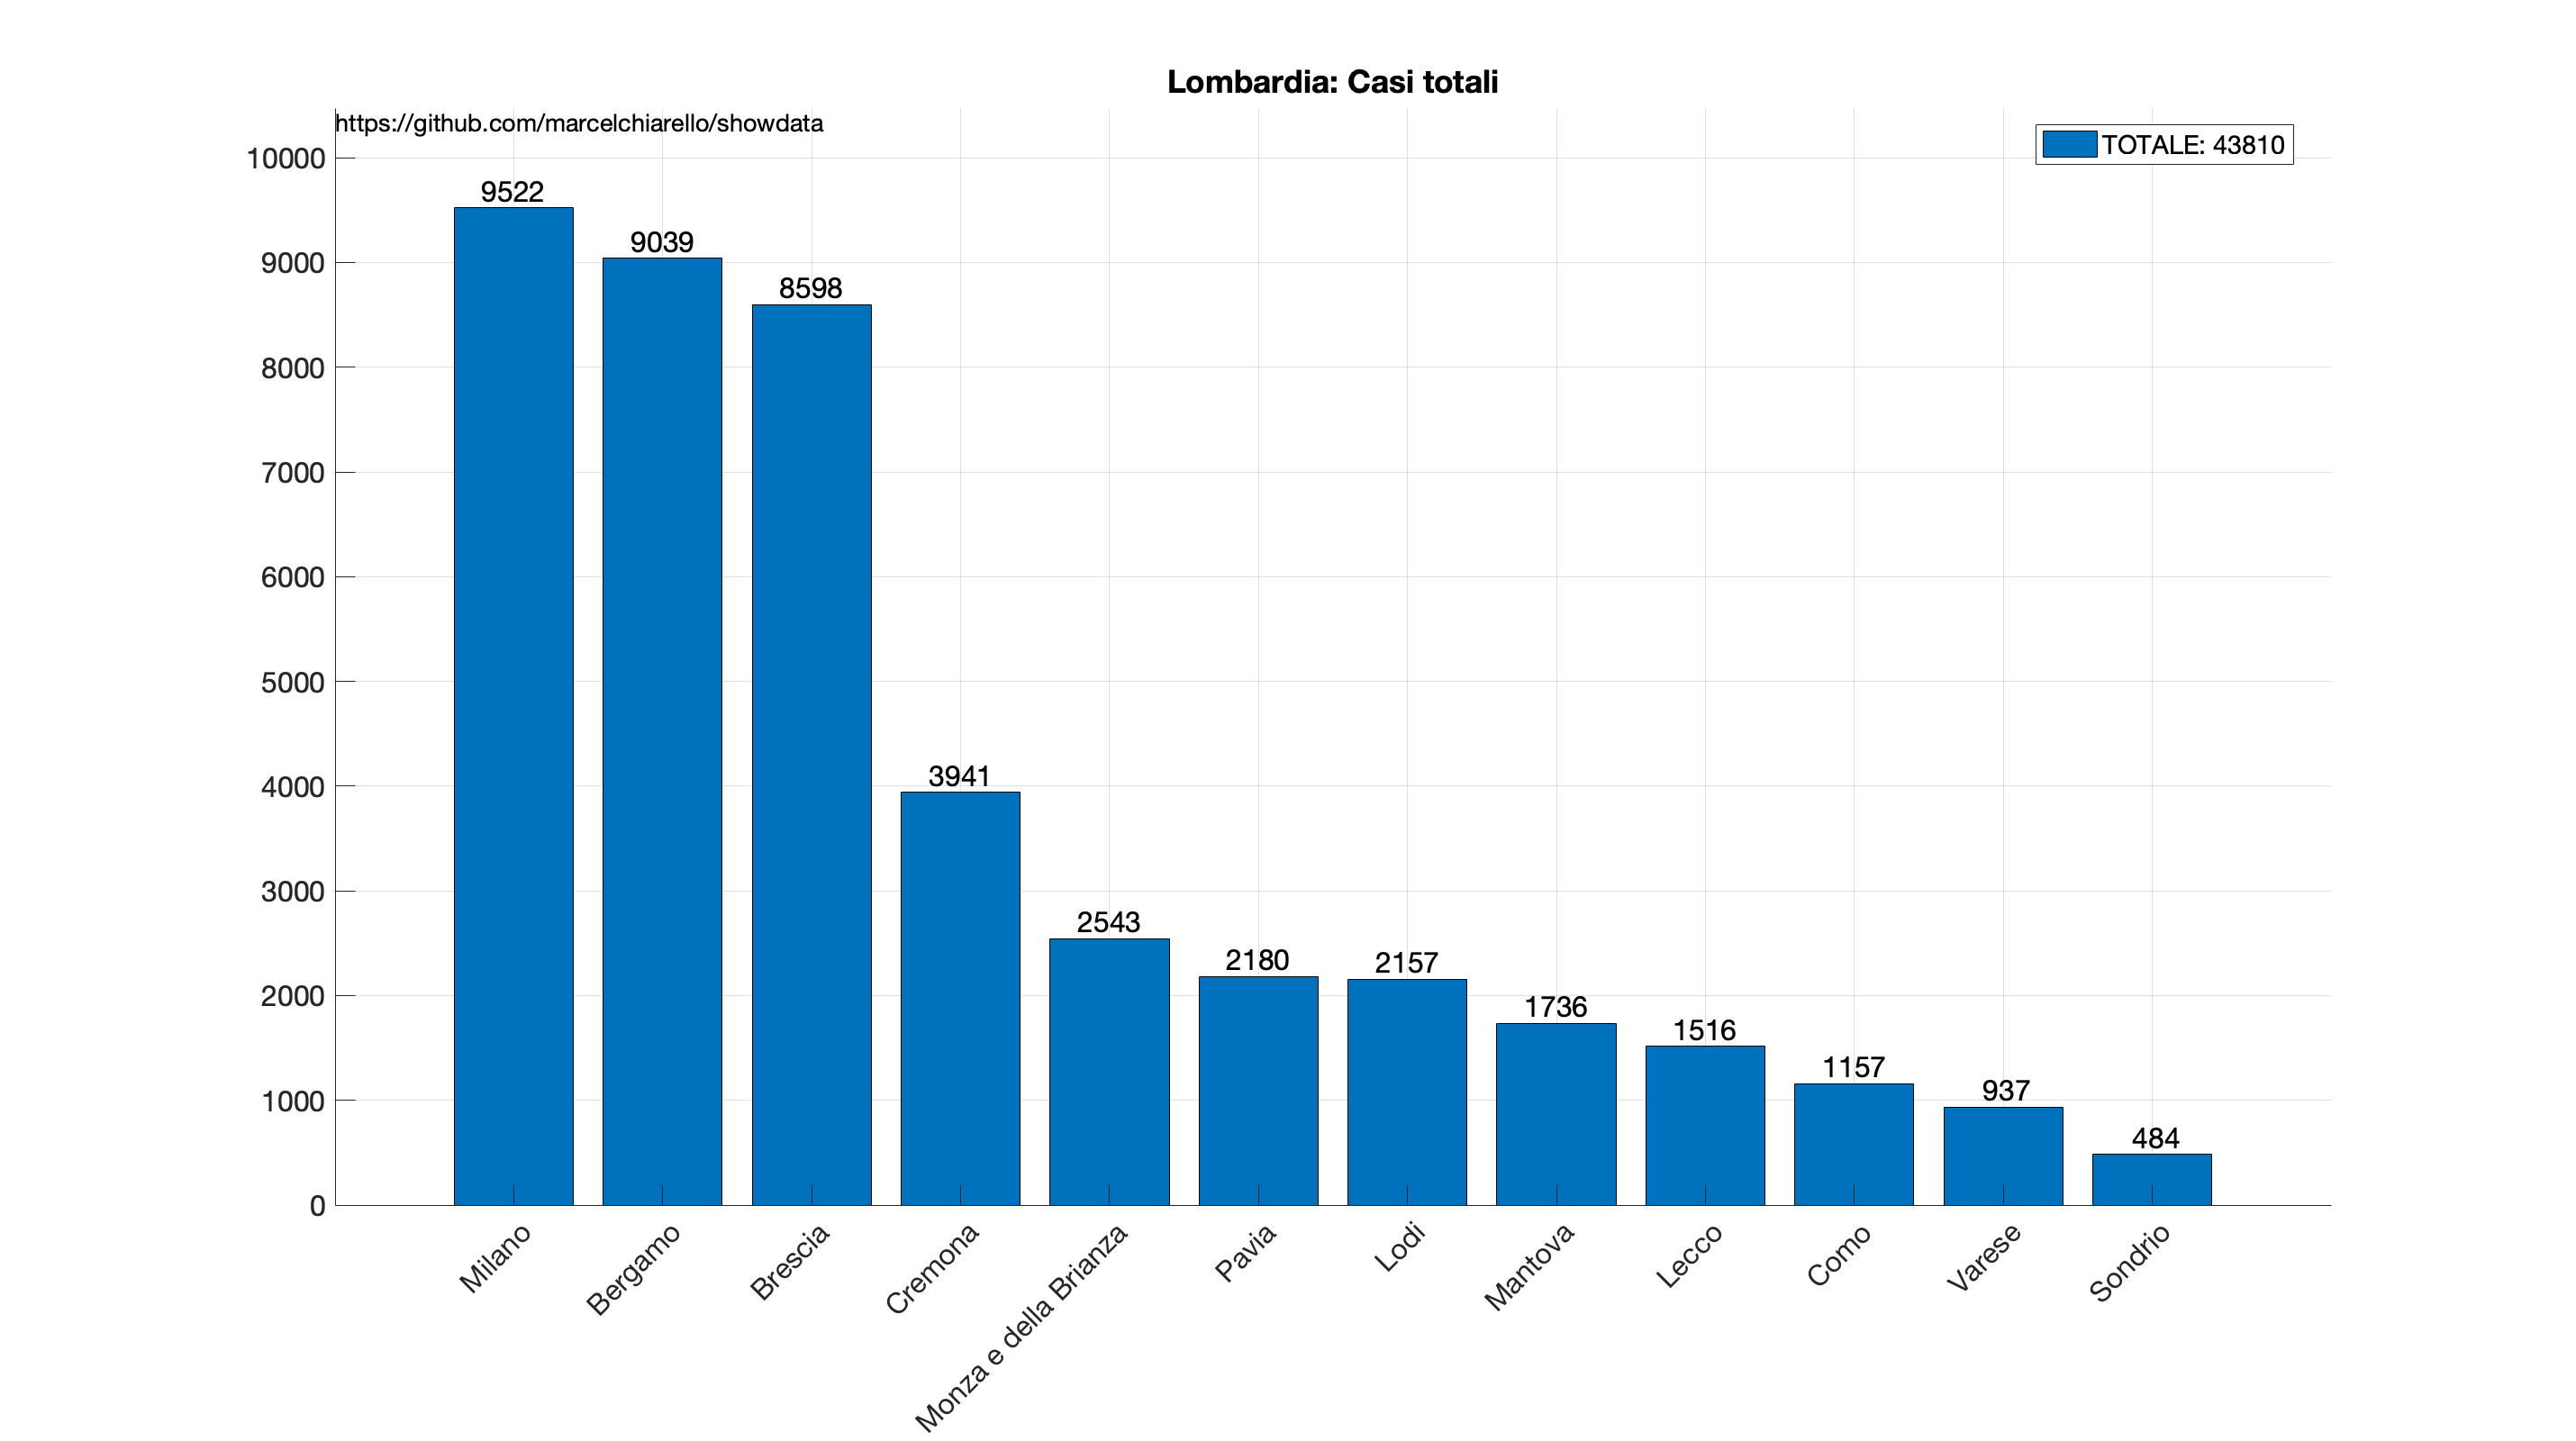 Lombardia: Casi totali
https://github.com/marcelchiarello/showdata
TOTALE: 43810
10000
9000
8000
7000
6000
5000
4000
3000
2000
1000
0
9522
9039
8598
3941
2543
2180
2157
1736
1516
1157
937
484
Milano
Bergamo
Brescia
Cremona
Monza e della Brianza
Pavia
Lodi
Mantova
Lecco
Como
Varese
Sondrio